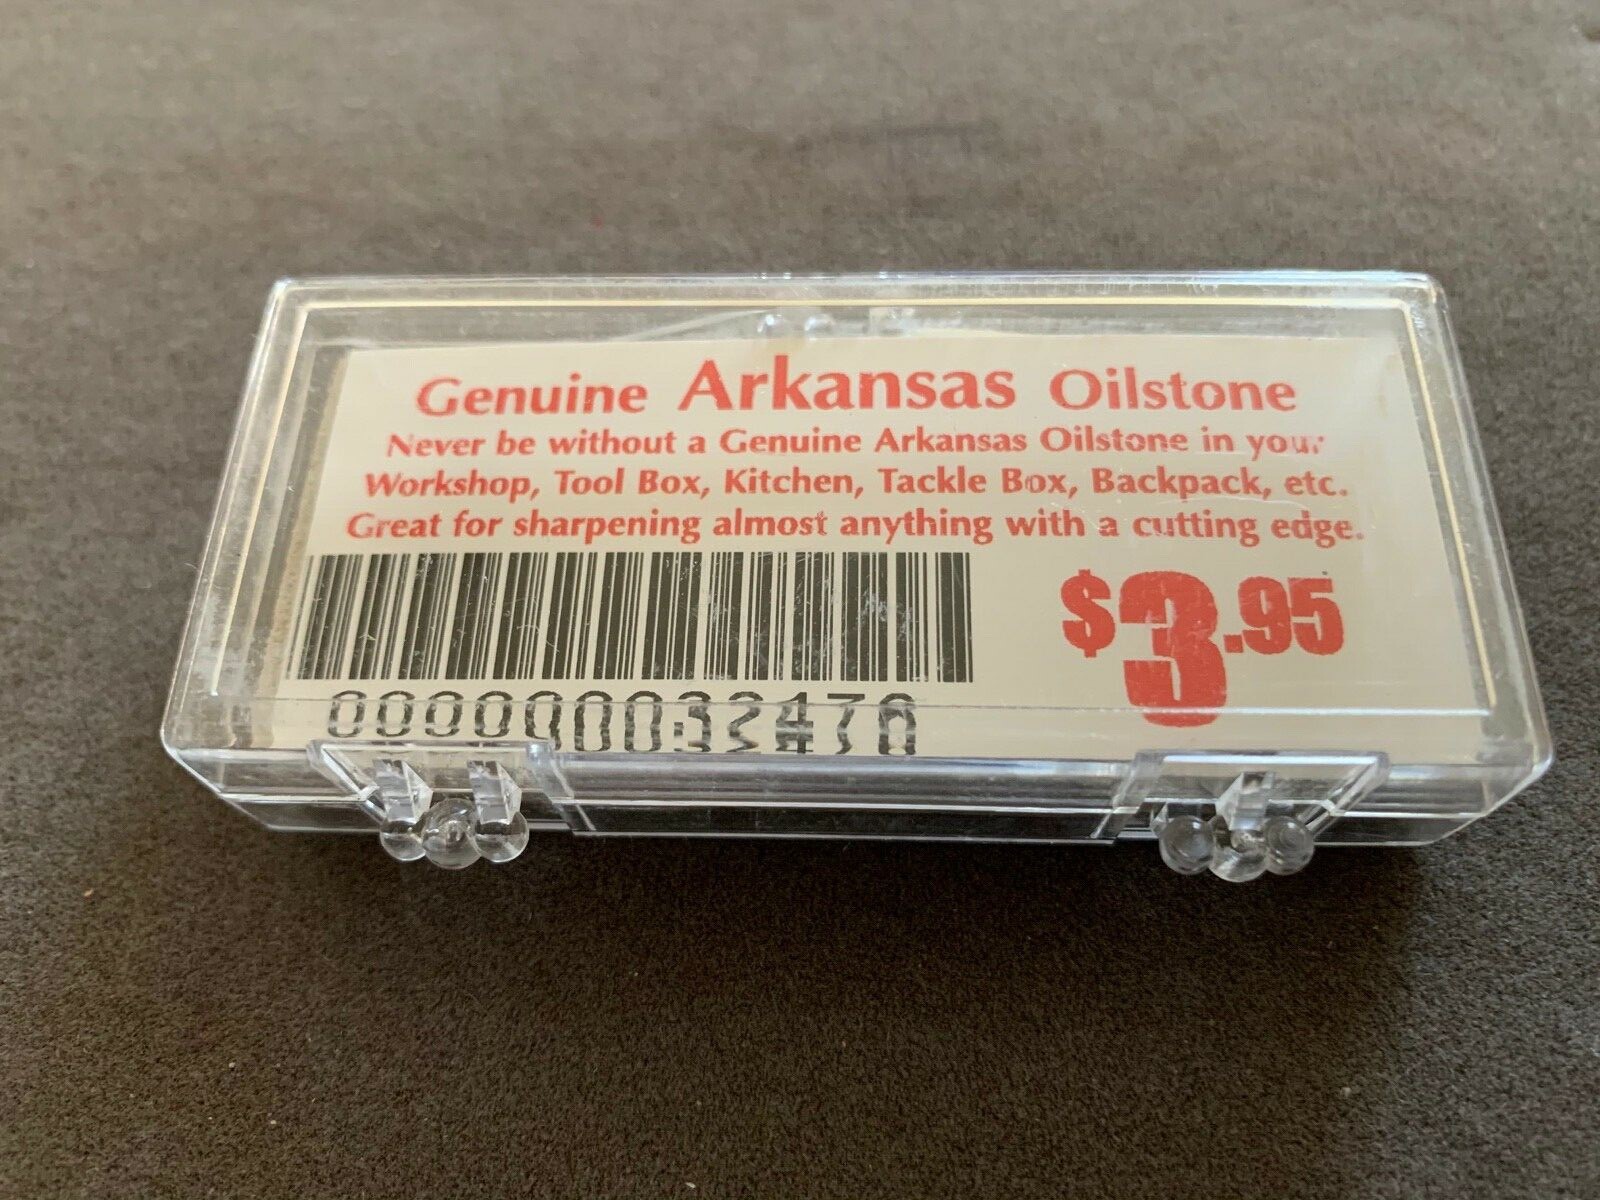 Genuine Arkansas Oilstone
Never be without a Genuine Arkansas Oilstone in your
Workshop, Tool Box, Kitchen, Tackle Box, Backpack, etc.
Great for sharpening almost anything with a cutting edge.
$3.95